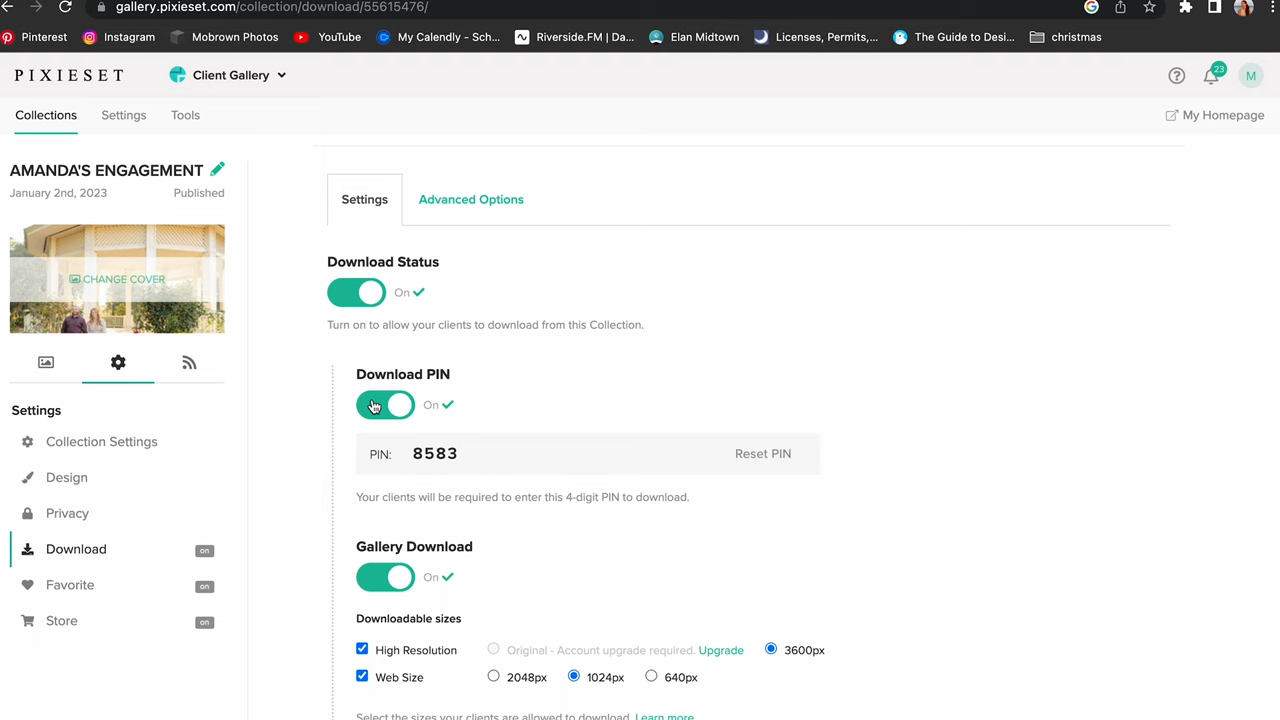 gallery.pixieset.com/collection/download/55615476/
Pinterest Instagram Mobrown Photos YouTube My Calendly - Sch... Riverside.FM | Da... Elan Midtown Licenses, Permits,... The Guide to Desi... christmas
PIXIESET Client Gallery 23 M
Collections Settings Tools My Homepage
AMANDA'S ENGAGEMENT
January 2nd, 2023 Published
CHANGE COVER
Settings
Collection Settings
Design
Privacy
Download on
Favorite on
Store on
Settings Advanced Options
Download Status
On
Turn on to allow your clients to download from this Collection.
Download PIN
On
PIN: 8583 Reset PIN
Your clients will be required to enter this 4-digit PIN to download.
Gallery Download
On
Downloadable sizes
High Resolution Original - Account upgrade required. Upgrade 3600px
Web Size 2048px 1024px 640px
Select the sizes your clients are allowed to download. Learn more